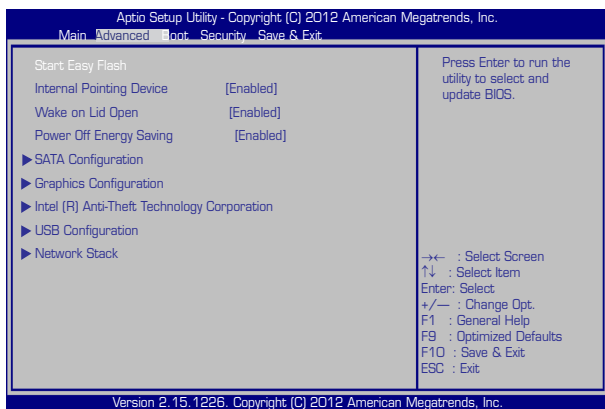 Aptio Setup Utility - Copyright (C) 2012 American Megatrends, Inc.
Main Advanced Boot Security Save & Exit
Start Easy Flash
Internal Pointing Device [Enabled]
Wake on Lid Open [Enabled]
Power Off Energy Saving [Enabled]
▶ SATA Configuration
▶ Graphics Configuration
▶ Intel (R) Anti-Theft Technology Corporation
▶ USB Configuration
▶ Network Stack
Press Enter to run the
utility to select and
update BIOS.
→← : Select Screen
↑↓ : Select Item
Enter: Select
+/— : Change Opt.
F1 : General Help
F9 : Optimized Defaults
F10 : Save & Exit
ESC : Exit
Version 2.15.1226. Copyright (C) 2012 American Megatrends, Inc.